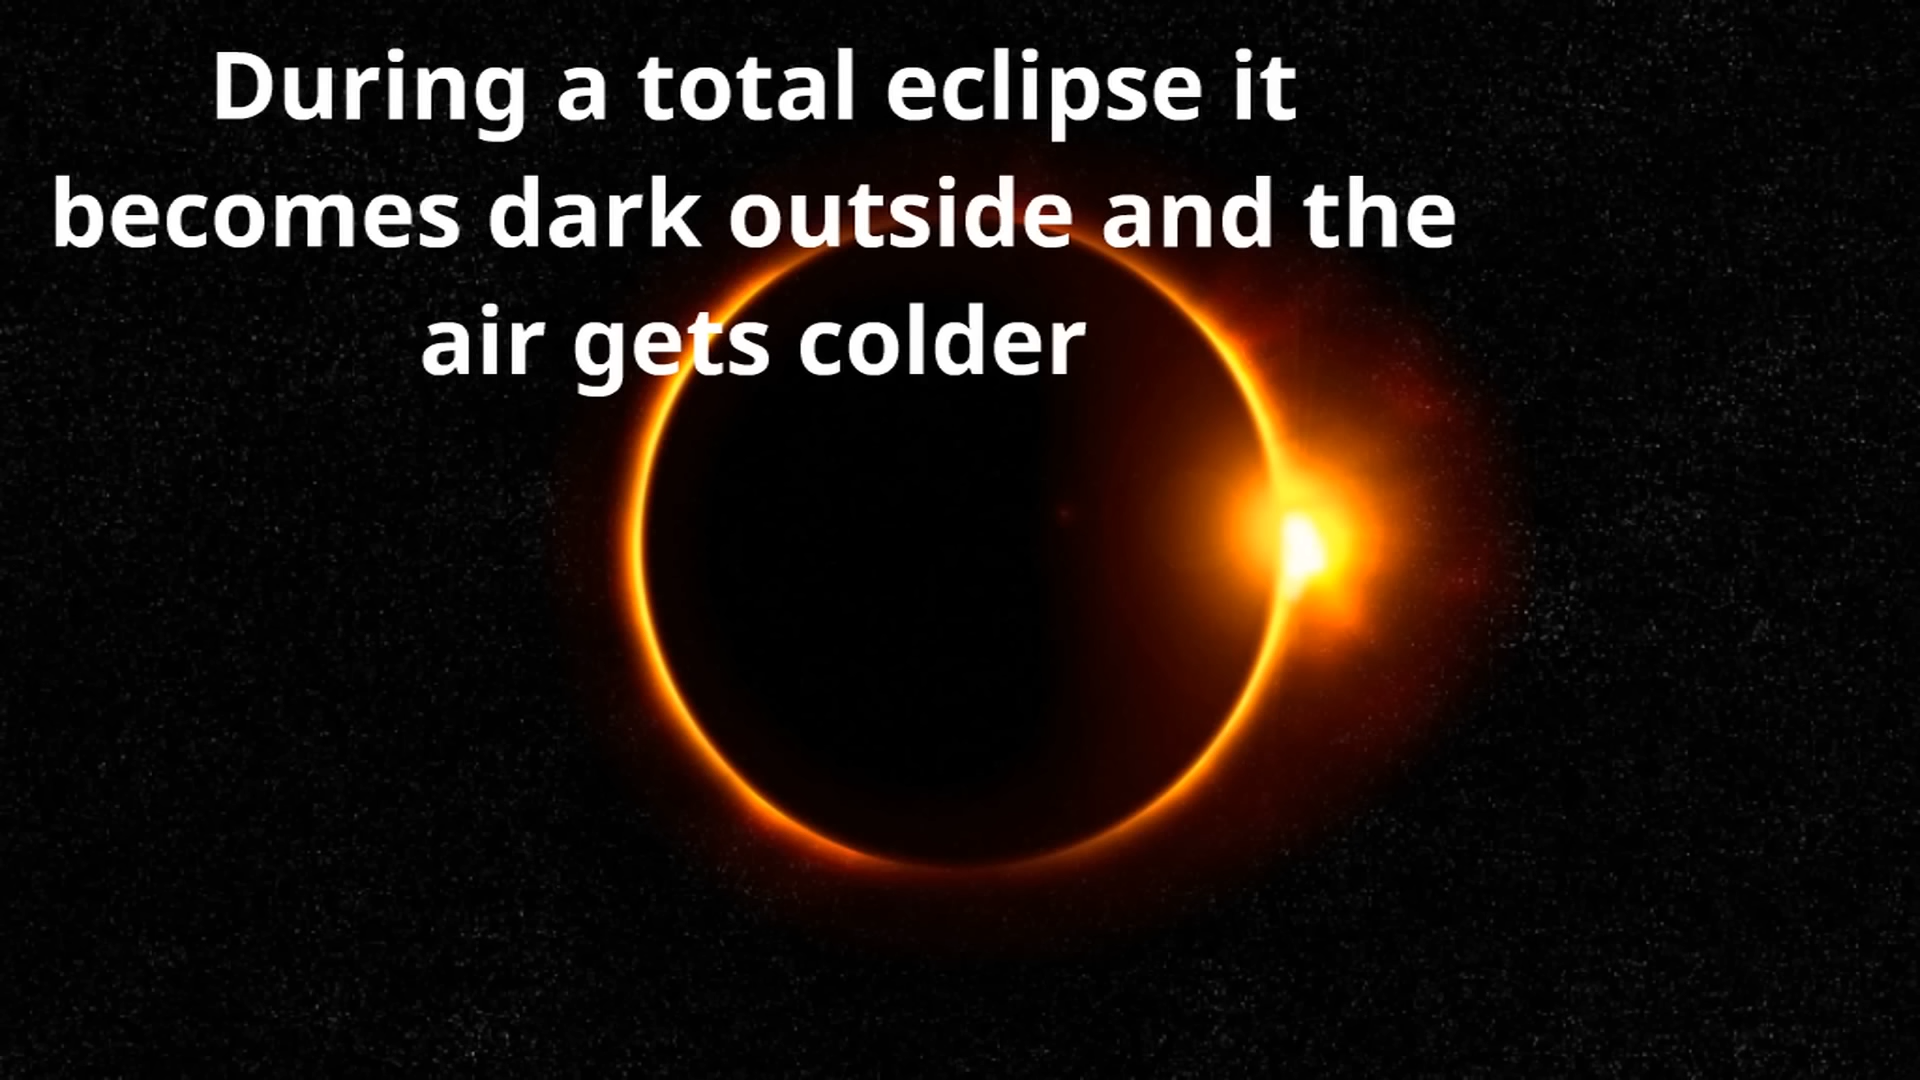 During a total eclipse it
becomes dark outside and the
air gets colder